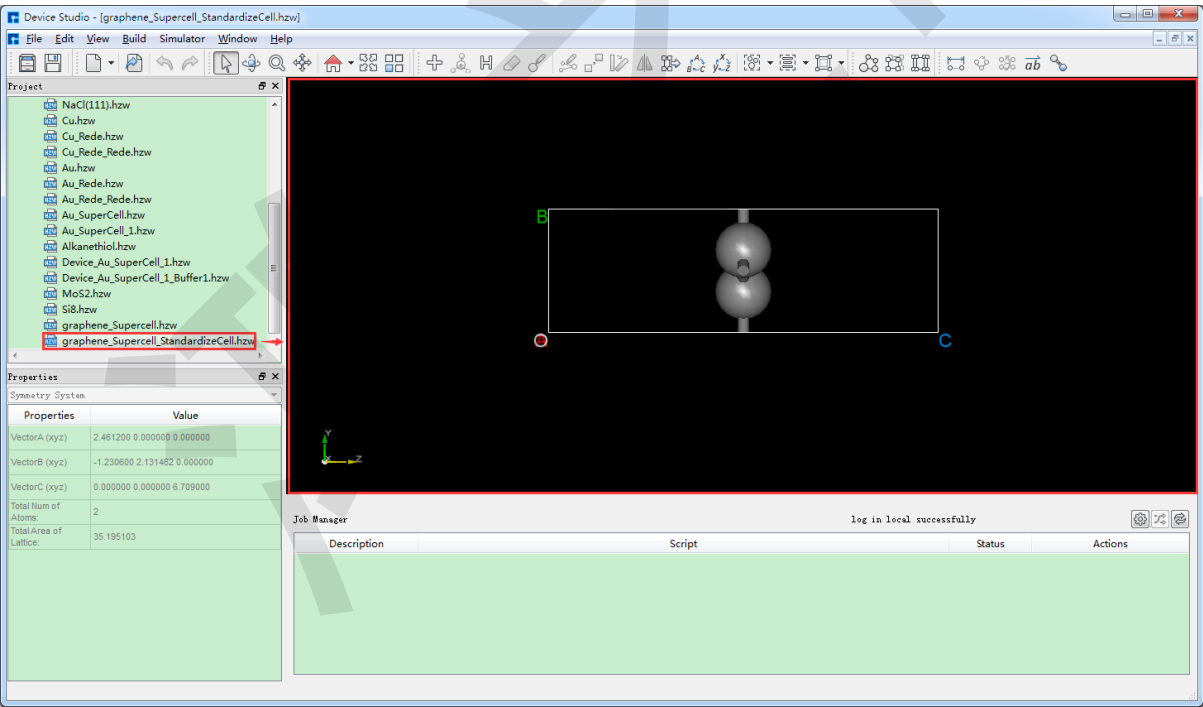 Device Studio - [graphene_Supercell_StandardizeCell.hzw]
File Edit View Build Simulator Window Help
Project
NaCl(111).hzw
Cu.hzw
Cu_Rede.hzw
Cu_Rede_Rede.hzw
Au.hzw
Au_Rede.hzw
Au_Rede_Rede.hzw
Au_SuperCell.hzw
Au_SuperCell_1.hzw
Alkanethiol.hzw
Device_Au_SuperCell_1.hzw
Device_Au_SuperCell_1_Buffer1.hzw
MoS2.hzw
Si8.hzw
graphene_Supercell.hzw
graphene_Supercell_StandardizeCell.hzw
Properties
Symmetry System
Properties Value
VectorA (xyz) 2.461200 0.000000 0.000000
VectorB (xyz) -1.230600 2.131462 0.000000
VectorC (xyz) 0.000000 0.000000 6.709000
Total Num of Atoms: 2
Total Area of Lattice: 35.195103
B
A
C
Y
X
Z
Job Manager log in local successfully
Description Script Status Actions